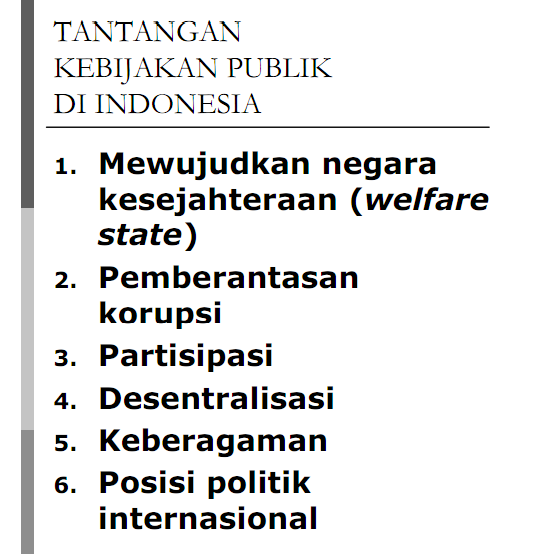 TANTANGAN
KEBIJAKAN PUBLIK
DI INDONESIA
1. Mewujudkan negara
kesejahteraan (welfare
state)
2. Pemberantasan
korupsi
3. Partisipasi
4. Desentralisasi
5. Keberagaman
6. Posisi politik
internasional